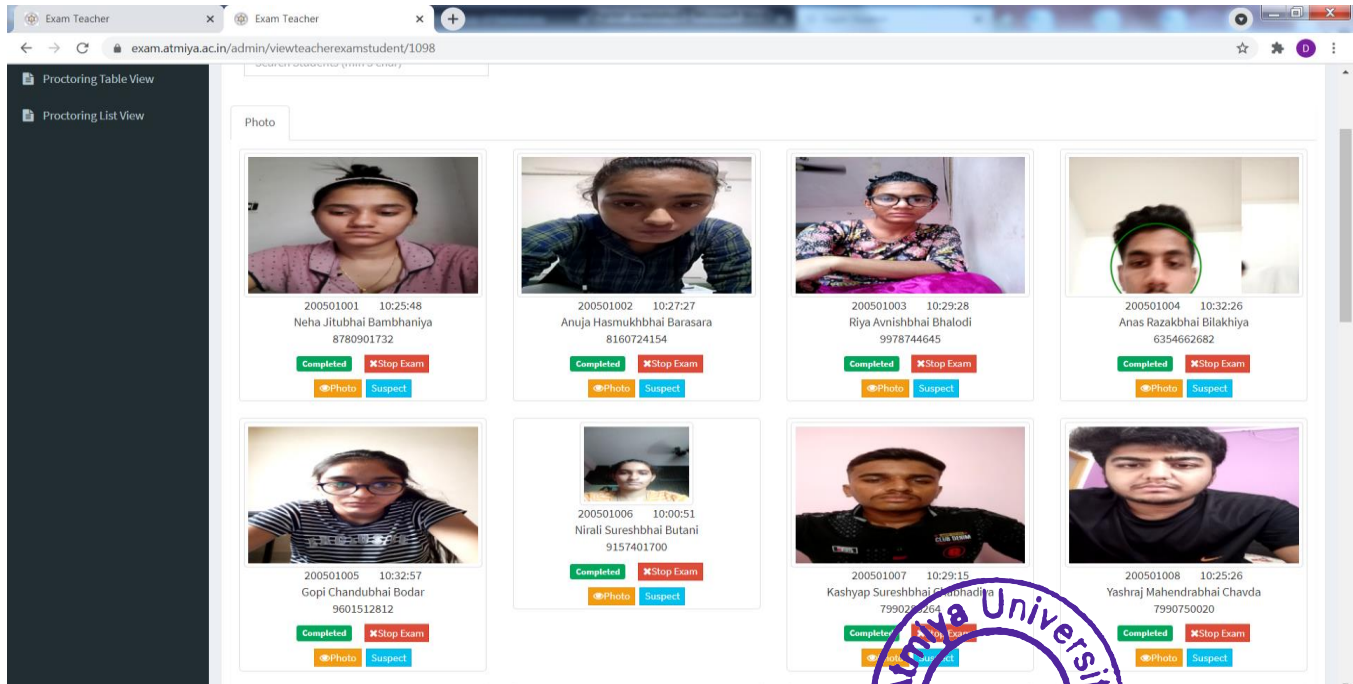 Exam Teacher
Exam Teacher
exam.atmiya.ac.in/admin/viewteacherexamstudent/1098
D
Proctoring Table View
Proctoring List View
Photo
200501001 10:25:48
Neha Jitubhai Bambhaniya
8780901732
Completed Stop Exam
Photo Suspect
200501002 10:27:27
Anuja Hasmukhbhai Barasara
8160724154
Completed Stop Exam
Photo Suspect
200501003 10:29:28
Riya Avnishbhai Bhalodi
9978744645
Completed Stop Exam
Photo Suspect
200501004 10:32:26
Anas Razakbhai Bilakhiya
6354662682
Completed Stop Exam
Photo Suspect
200501005 10:32:57
Gopi Chandubhai Bodar
9601512812
Completed Stop Exam
Photo Suspect
200501006 10:00:51
Nirali Sureshbhai Butani
9157401700
Completed Stop Exam
Photo Suspect
CLUB DENIM
200501007 10:29:15
Kashyap Sureshbhai
Completed Stop Exam
Photo Suspect
200501008 10:25:26
Yashraj Mahendrabhai Chavda
7990750020
Completed Stop Exam
Photo Suspect